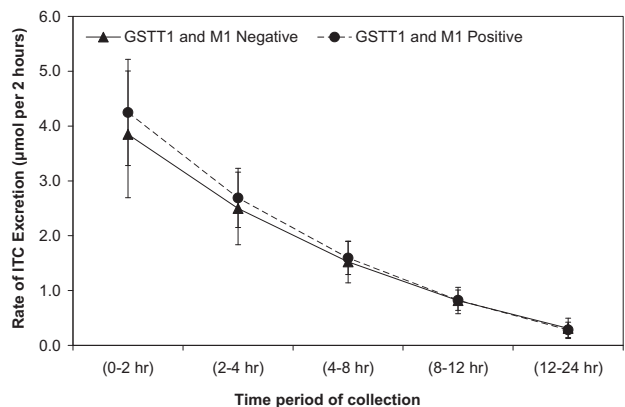 6.0
GSTT1 and M1 Negative
GSTT1 and M1 Positive
5.0
4.0
3.0
2.0
1.0
0.0
Rate of ITC Excretion (µmol per 2 hours)
(0-2 hr)
(2-4 hr)
(4-8 hr)
(8-12 hr)
(12-24 hr)
Time period of collection